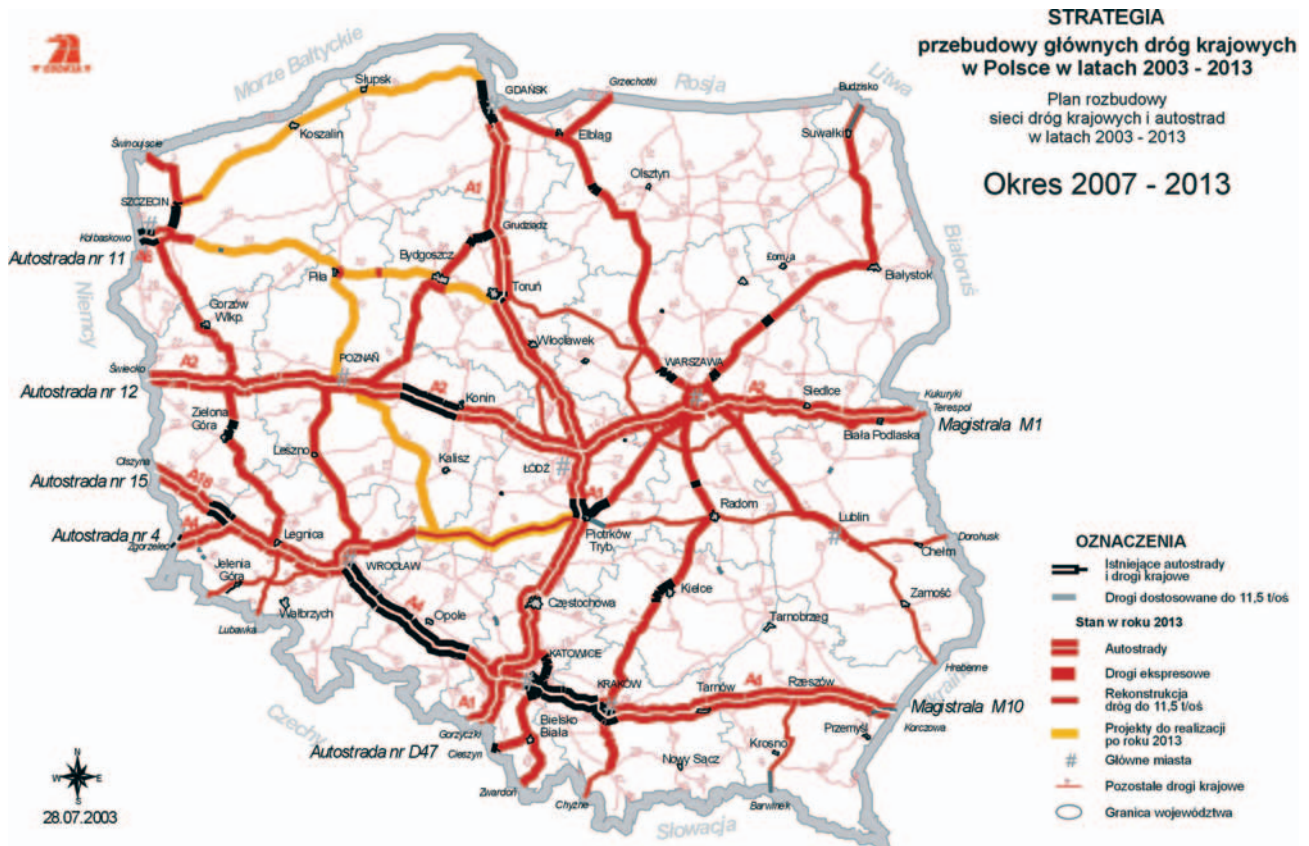 STRATEGIA
przebudowy głównych dróg krajowych
w Polsce w latach 2003 - 2013
Plan rozbudowy
sieci dróg krajowych i autostrad
w latach 2003 - 2013
Okres 2007 - 2013
Morze Bałtyckie
Rosja
Litwa
Budzisko
Grzechotki
Słupsk
GDAŃSK
Koszalin
Elbląg
Suwałki
Świnoujście
Olsztyn
A1
SZCZECIN
Grudziądz
Białoruś
Kołbaskowo
Autostrada nr 11
A6
Bydgoszcz
Łomża
Białystok
Piła
Toruń
Niemcy
Gorzów
Wlkp.
Włocławek
POZNAŃ
WARSZAWA
A2
Świecko
Autostrada nr 12
A2
Konin
A2
Siedlce
Kukuryki
Terespol
Magistrala M1
Zielona
Góra
Biała Podlaska
Leszno
Kalisz
ŁÓDŹ
Olszyna
Autostrada nr 15
A18
A1
Radom
Lublin
Piotrków
Tryb.
Autostrada nr 4
A4
Legnica
Zgorzelec
Dorohusk
Chełm
Jelenia
Góra
WROCŁAW
Kielce
Zamość
Wałbrzych
A4
Opole
Częstochowa
Lubawka
Tarnobrzeg
KATOWICE
Hrebenne
KRAKÓW
Tarnów
A4
Rzeszów
Czechy
A1
Magistrala M10
Gorzyczki
Bielsko
Biała
Przemyśl
Korczowa
Autostrada nr D47
Cieszyn
Krosno
Nowy Sącz
Zwardoń
Chyżne
Barwinek
Słowacja
OZNACZENIA
Istniejące autostrady
i drogi krajowe
Drogi dostosowane do 11,5 t/oś
Stan w roku 2013
Autostrady
Drogi ekspresowe
Rekonstrukcja
dróg do 11,5 t/oś
Projekty do realizacji
po roku 2013
Główne miasta
Pozostałe drogi krajowe
Granica województwa
N
W E
S
28.07.2003